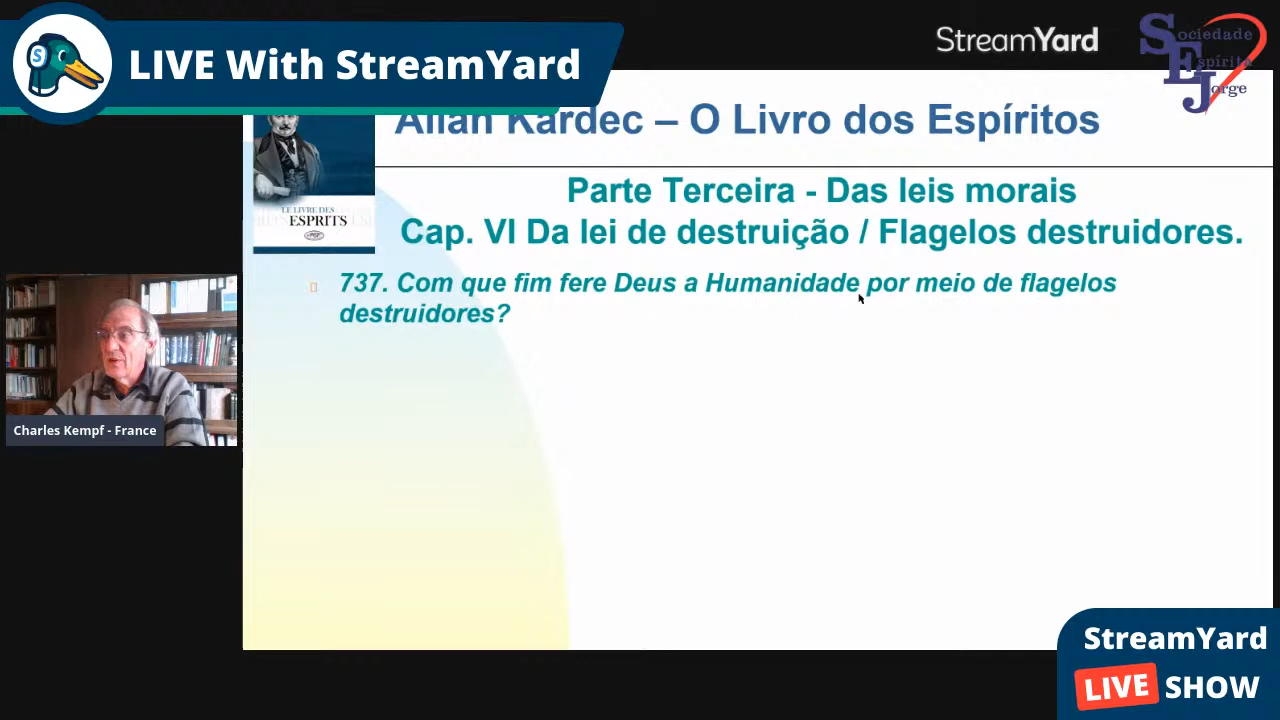 S
LIVE With StreamYard
StreamYard
Sociedade
Espírita
Jorge
Allan Kardec – O Livro dos Espíritos
LE LIVRE DES
ESPRITS
Parte Terceira - Das leis morais
Cap. VI Da lei de destruição / Flagelos destruidores.
737. Com que fim fere Deus a Humanidade por meio de flagelos
destruidores?
Charles Kempf - France
StreamYard
LIVE SHOW